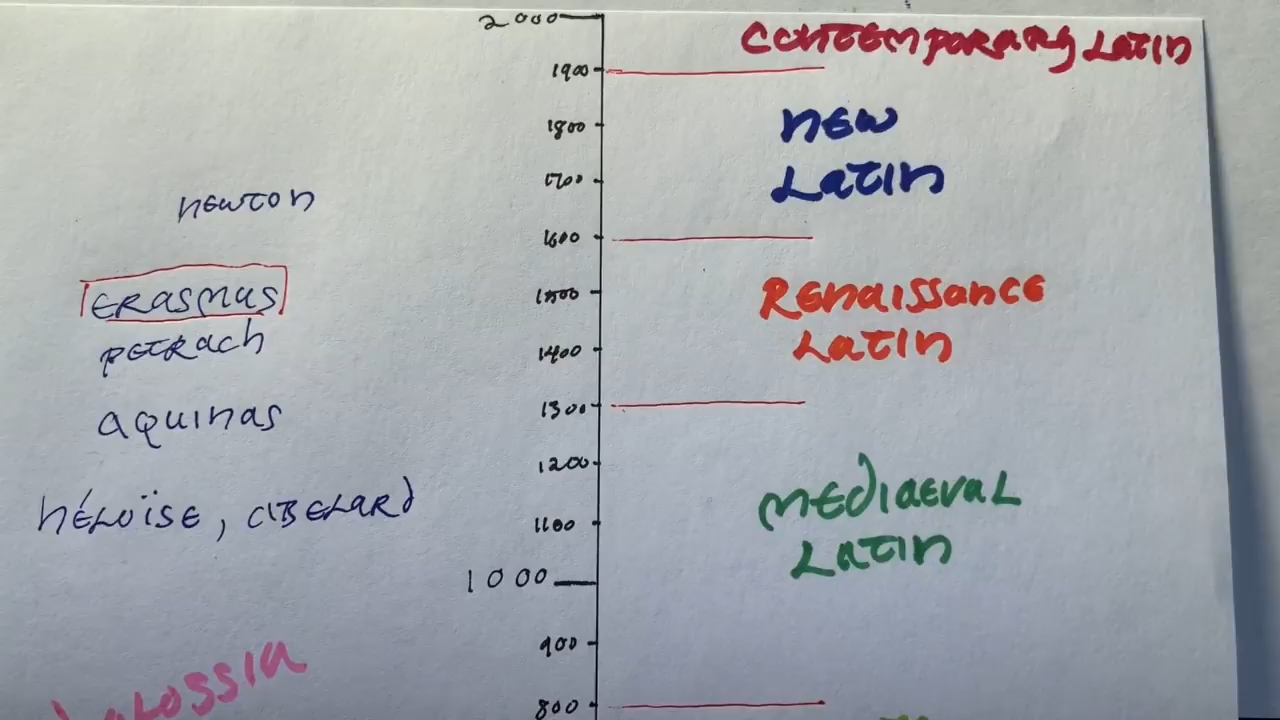 2000
contemporary Latin
1900
1800
new
Latin
1700
newton
1600
Erasmus
1500
Renaissance
Latin
petrach
1400
1300
aquinas
1200
mediaeval
Latin
héloïse, abelard
1100
1000
900
800